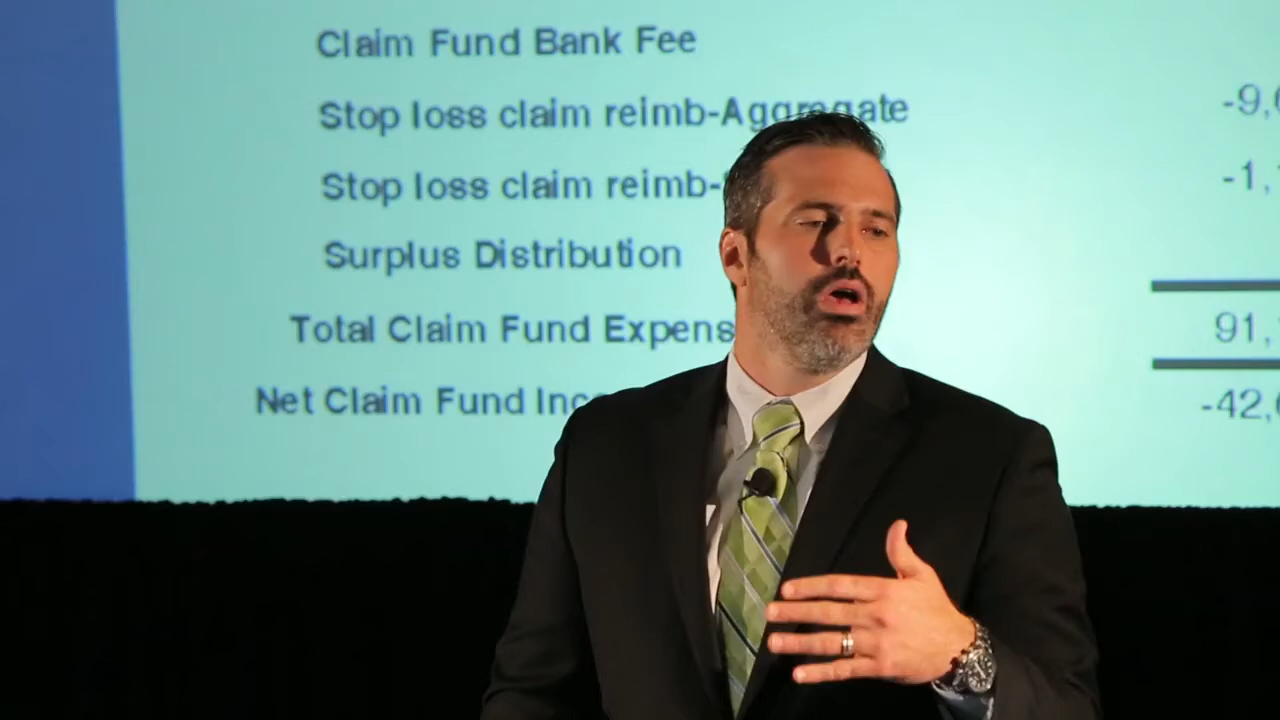 Claim Fund Bank Fee
Stop loss claim reimb-Aggregate -9,
Stop loss claim reimb- -1,
Surplus Distribution
Total Claim Fund Expens 91,
Net Claim Fund Inc -42,